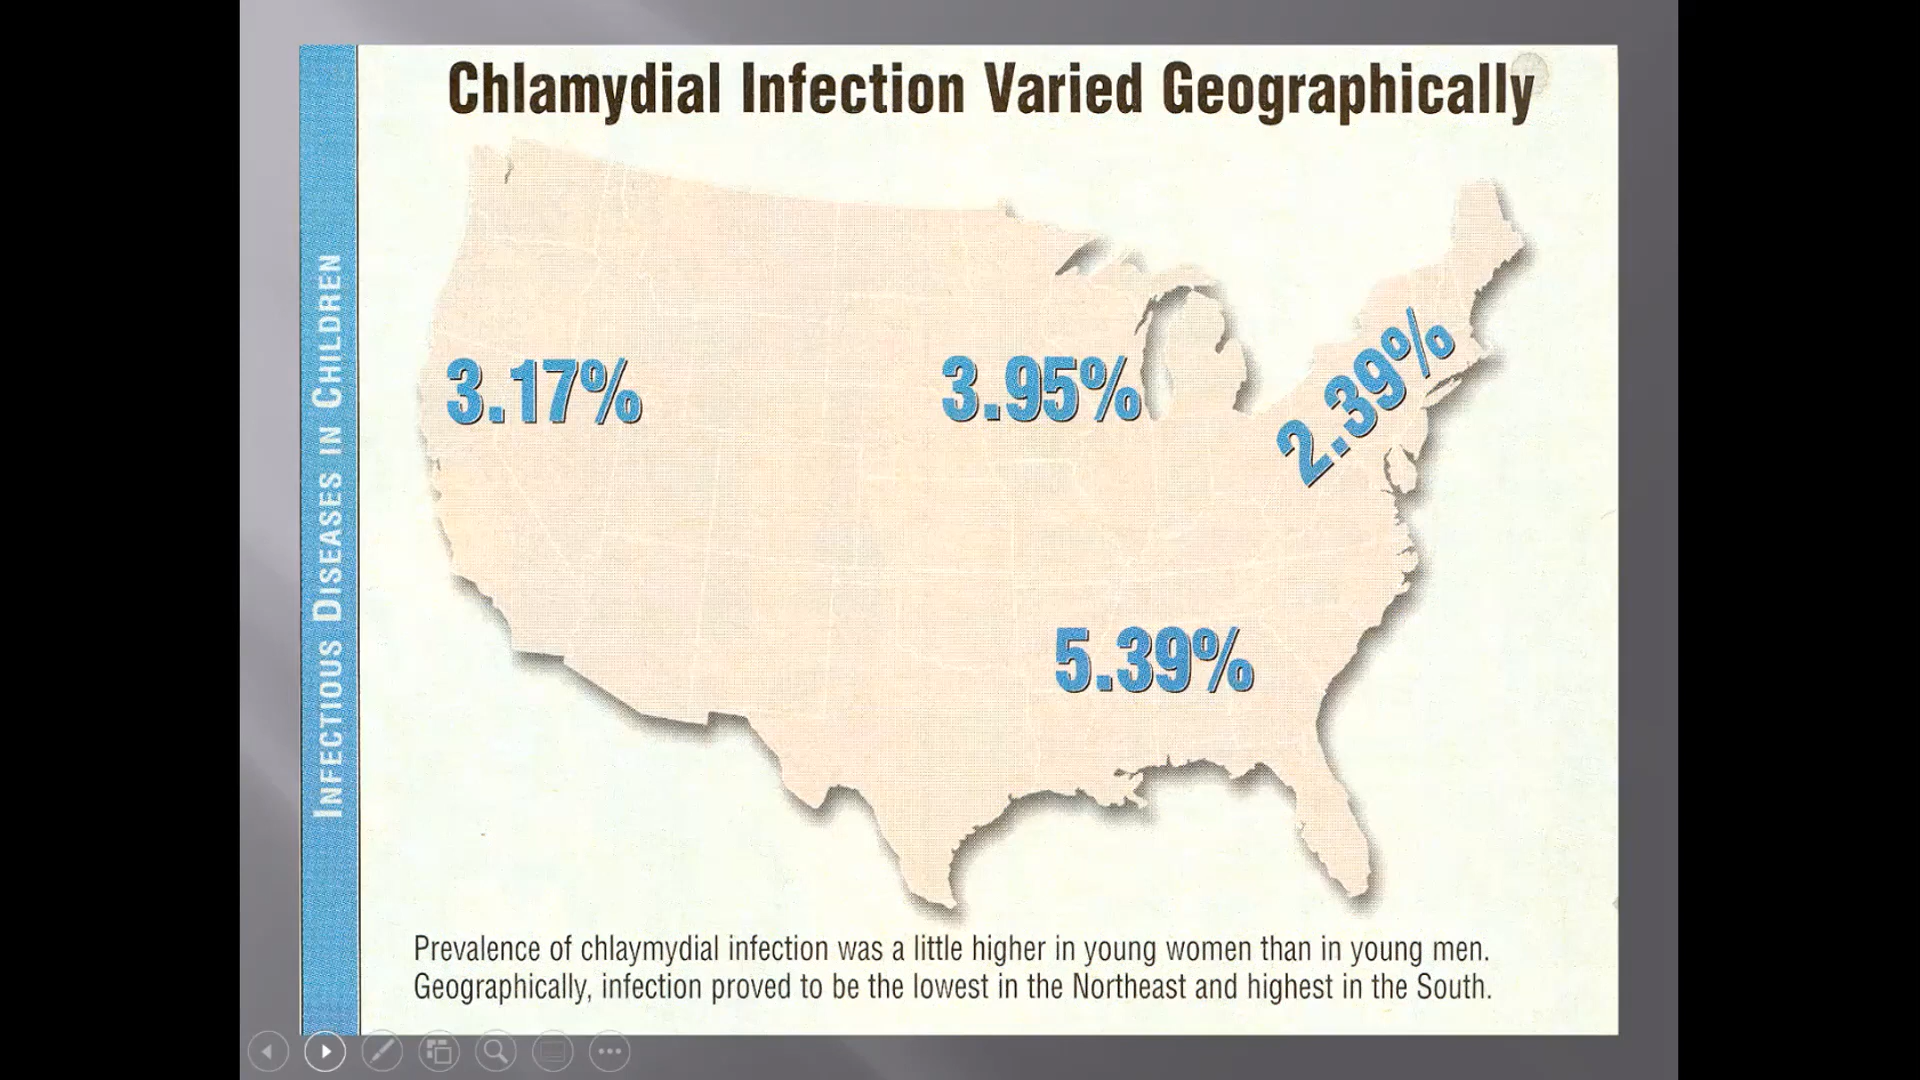 Chlamydial Infection Varied Geographically
INFECTIOUS DISEASES IN CHILDREN
3.17%
3.95%
2.39%
5.39%
Prevalence of chlaymydial infection was a little higher in young women than in young men.
Geographically, infection proved to be the lowest in the Northeast and highest in the South.